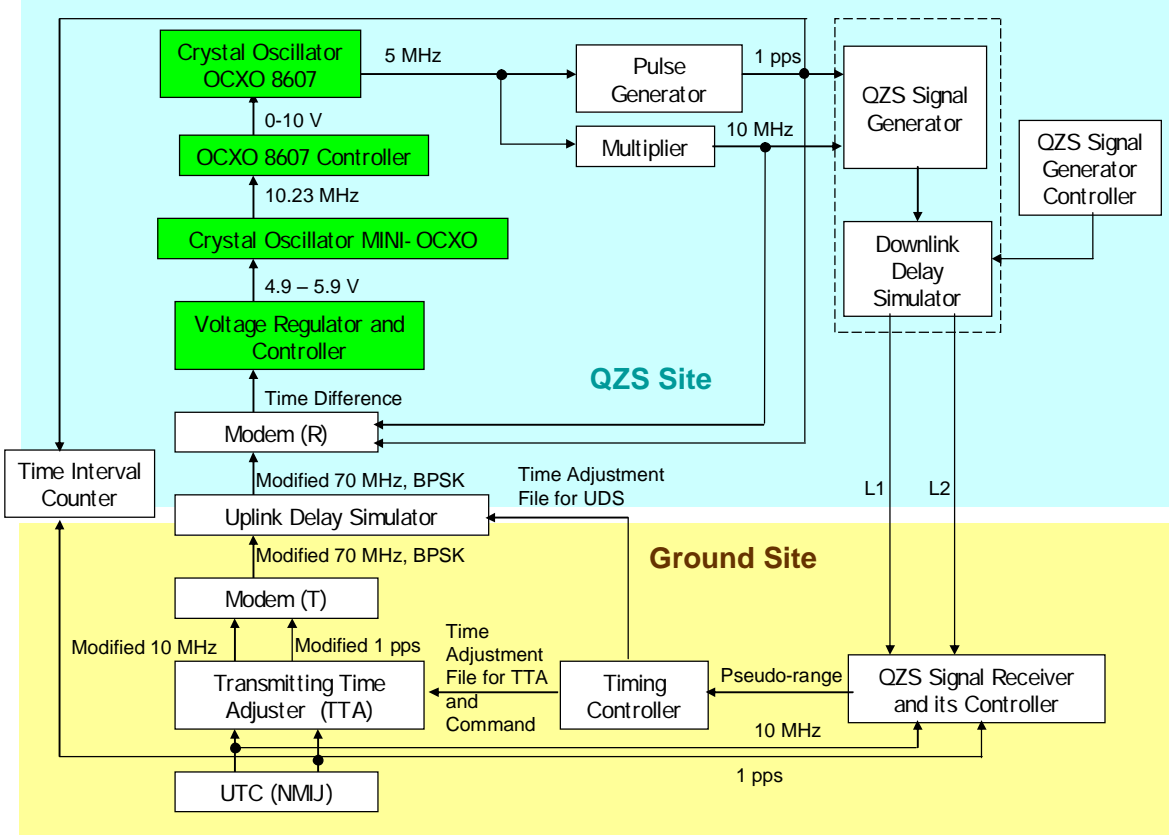 Crystal Oscillator
OCXO 8607
5 MHz
Pulse
Generator
1 pps
QZS Signal
Generator
0-10 V
10 MHz
Multiplier
OCXO 8607 Controller
QZS Signal
Generator
Controller
10.23 MHz
Crystal Oscillator MINI-OCXO
Downlink
Delay
Simulator
4.9 – 5.9 V
Voltage Regulator and
Controller
QZS Site
Time Difference
Modem (R)
Time Interval
Counter
Modified 70 MHz, BPSK
Time Adjustment
File for UDS
L1
L2
Uplink Delay Simulator
Modified 70 MHz, BPSK
Ground Site
Modem (T)
Modified 10 MHz
Modified 1 pps
Time
Adjustment
File for TTA
and
Command
Transmitting Time
Adjuster (TTA)
Timing
Controller
Pseudo-range
QZS Signal Receiver
and its Controller
10 MHz
1 pps
UTC (NMIJ)